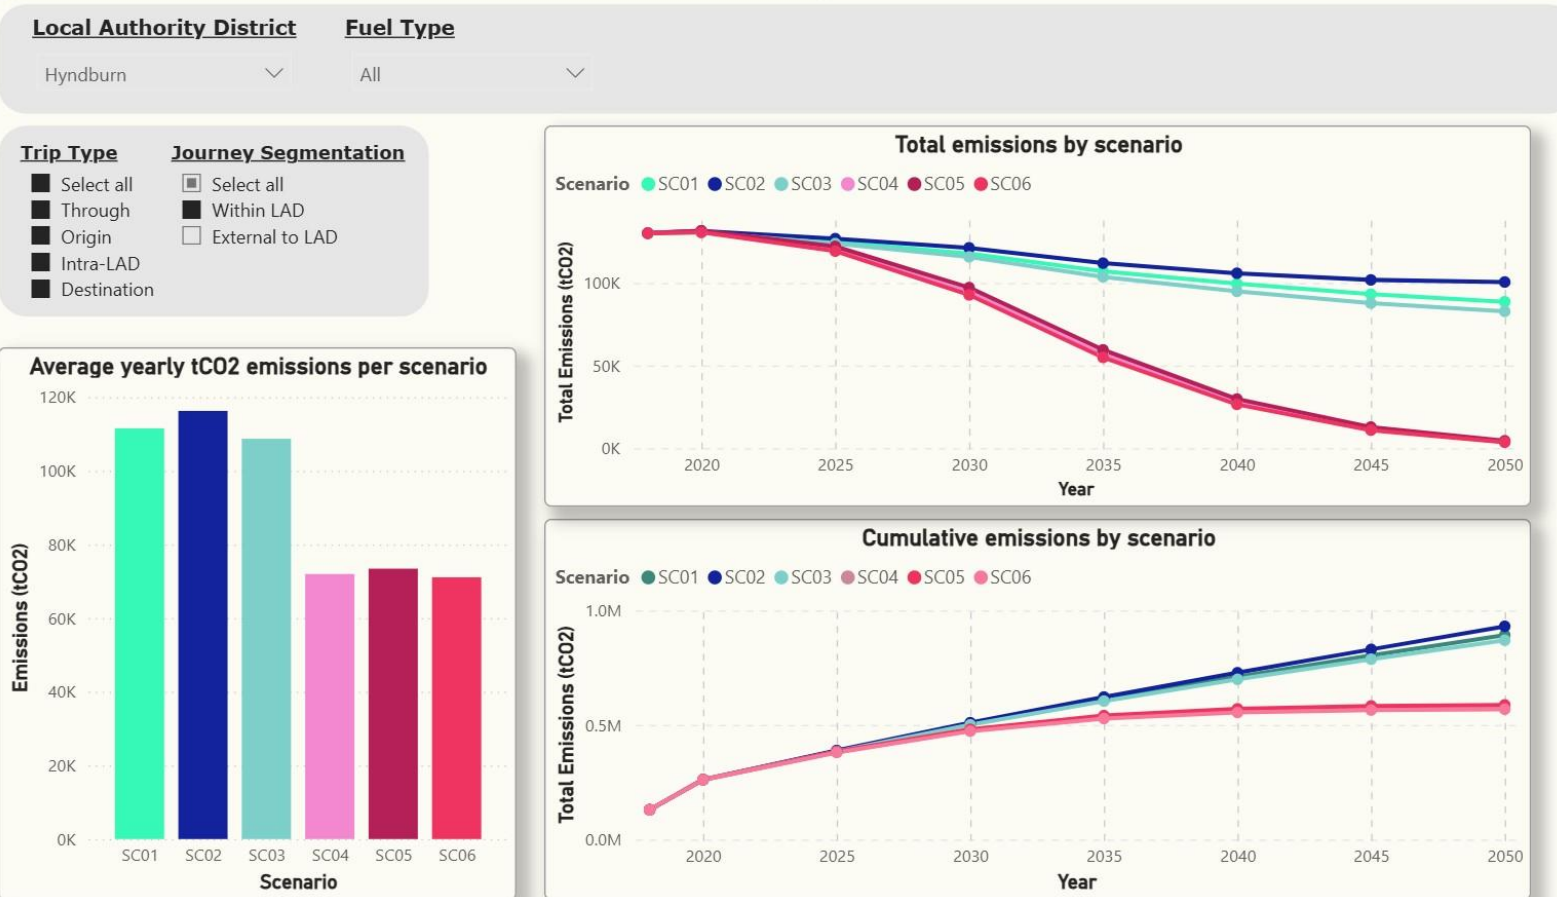 Local Authority District
Fuel Type
Hyndburn
All
Trip Type
Select all
Through
Origin
Intra-LAD
Destination
Journey Segmentation
Select all
Within LAD
External to LAD
Total emissions by scenario
Scenario SC01 SC02 SC03 SC04 SC05 SC06
Total Emissions (tCO2)
100K
50K
0K
2020 2025 2030 2035 2040 2045 2050
Year
Average yearly tCO2 emissions per scenario
Emissions (tCO2)
120K
100K
80K
60K
40K
20K
0K
SC01 SC02 SC03 SC04 SC05 SC06
Scenario
Cumulative emissions by scenario
Scenario SC01 SC02 SC03 SC04 SC05 SC06
Total Emissions (tCO2)
1.0M
0.5M
0.0M
2020 2025 2030 2035 2040 2045 2050
Year